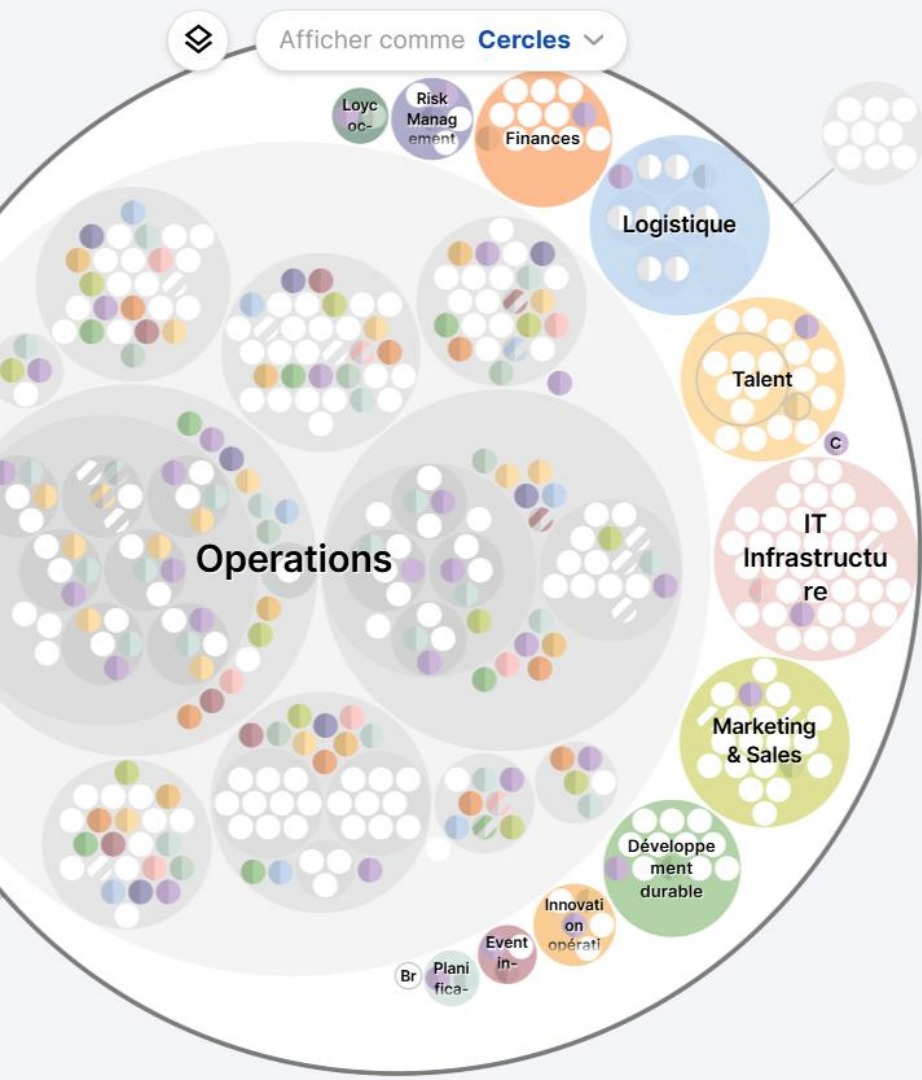 Afficher comme Cercles
Loyc
oc-
Risk
Manag
ement
Finances
Logistique
Talent
C
IT
Infrastructu
re
Operations
Marketing
& Sales
Développe
ment
durable
Innovati
on
opérati
Event
in-
Plani
fica-
Br